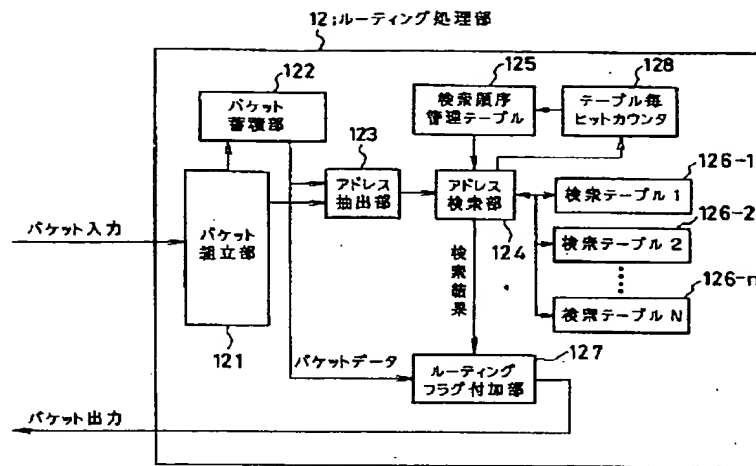 12;ルーティング処理部
122
パケット
蓄積部
125
検索順序
管理テーブル
128
テーブル毎
ヒットカウンタ
123
アドレス
抽出部
アドレス
検索部
124
126-1
検索テーブル 1
126-2
検索テーブル 2
126-n
検索テーブル N
パケット入力
パケット
組立部
121
検索結果
パケットデータ
127
ルーティング
フラグ付加部
パケット出力